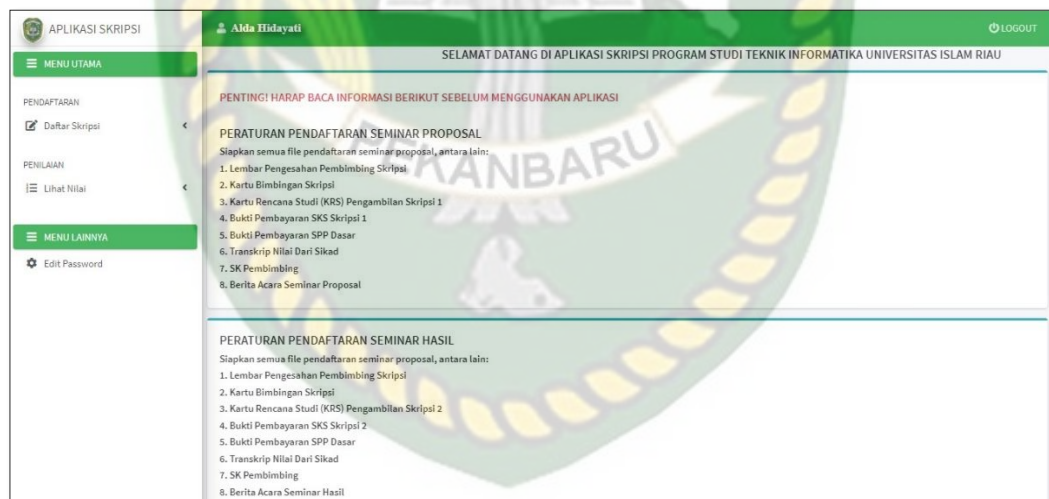 APLIKASI SKRIPSI
Alda Hidayati
LOGOUT
MENU UTAMA
PENDAFTARAN
Daftar Skripsi
PENILAIAN
Lihat Nilai
MENU LAINNYA
Edit Password
SELAMAT DATANG DI APLIKASI SKRIPSI PROGRAM STUDI TEKNIK INFORMATIKA UNIVERSITAS ISLAM RIAU
PENTING! HARAP BACA INFORMASI BERIKUT SEBELUM MENGGUNAKAN APLIKASI
PERATURAN PENDAFTARAN SEMINAR PROPOSAL
Siapkan semua file pendaftaran seminar proposal, antara lain:
1. Lembar Pengesahan Pembimbing Skripsi
2. Kartu Bimbingan Skripsi
3. Kartu Rencana Studi (KRS) Pengambilan Skripsi 1
4. Bukti Pembayaran SKS Skripsi 1
5. Bukti Pembayaran SPP Dasar
6. Transkrip Nilai Dari Sikad
7. SK Pembimbing
8. Berita Acara Seminar Proposal
PEKANBARU
PERATURAN PENDAFTARAN SEMINAR HASIL
Siapkan semua file pendaftaran seminar proposal, antara lain:
1. Lembar Pengesahan Pembimbing Skripsi
2. Kartu Bimbingan Skripsi
3. Kartu Rencana Studi (KRS) Pengambilan Skripsi 2
4. Bukti Pembayaran SKS Skripsi 2
5. Bukti Pembayaran SPP Dasar
6. Transkrip Nilai Dari Sikad
7. SK Pembimbing
8. Berita Acara Seminar Hasil